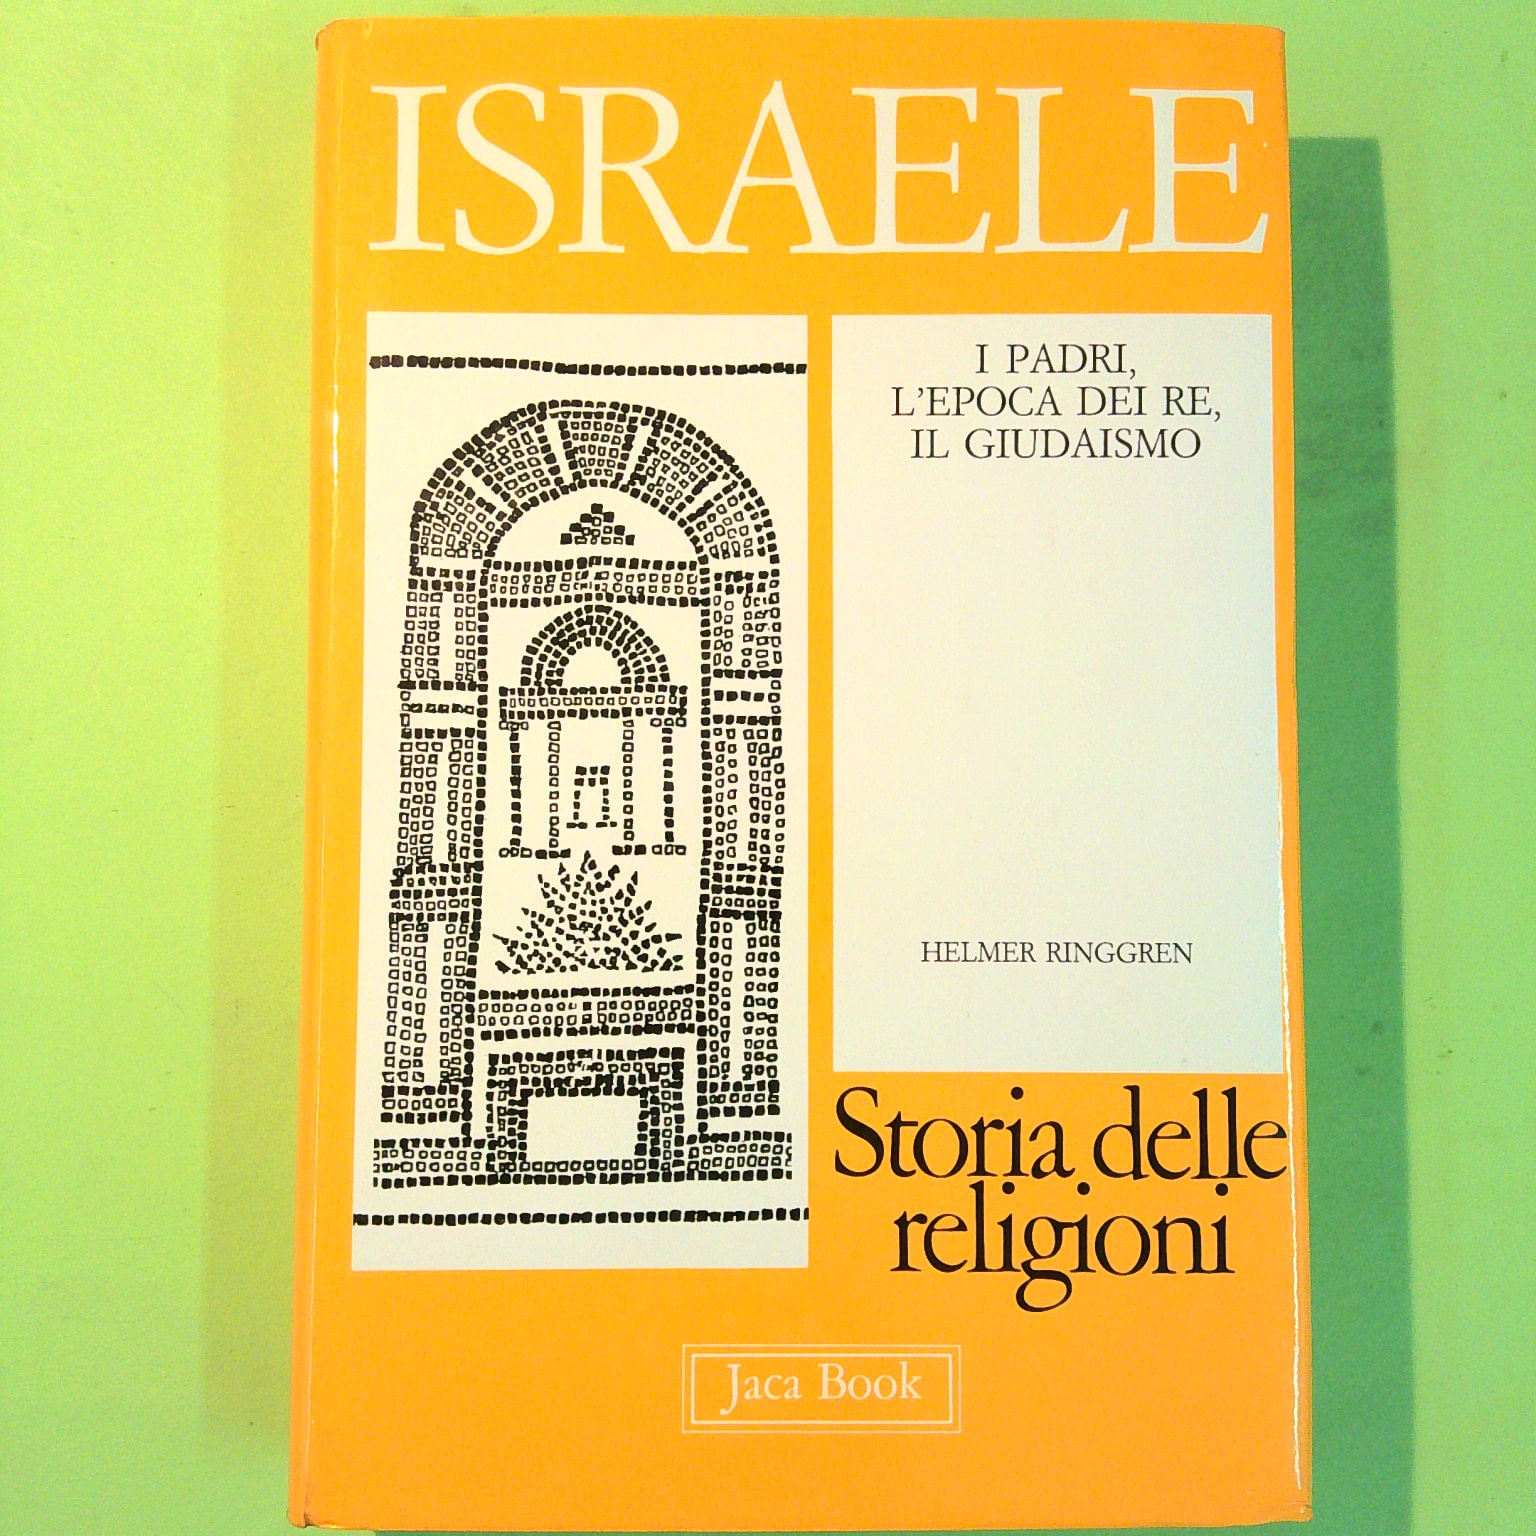 ISRAELE
I PADRI,
L'EPOCA DEI RE,
IL GIUDAISMO
HELMER RINGGREN
Storia delle
religioni
Jaca Book